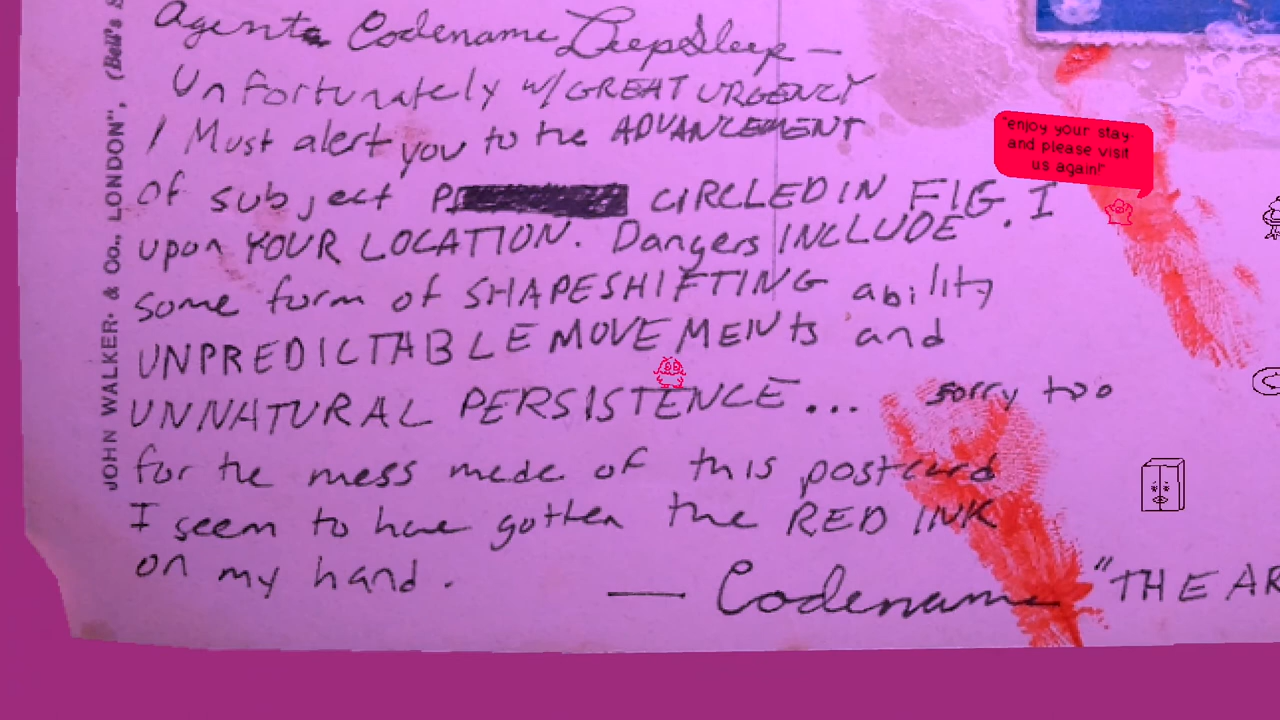 Agent Codename DeepSleep —
Unfortunately w/ GREAT URGENCY
I Must alert you to the ADVANCEMENT
of subject P CIRCLED IN FIG. I
upon YOUR LOCATION. Dangers INCLUDE
some form of SHAPESHIFTING ability
UNPREDICTABLE MOVEMENts and
UNNATURAL PERSISTENCE... sorry too
for the mess made of this postcard
I seem to have gotten the RED INK
on my hand.
— Codename "THE AR
JOHN WALKER & Co., LONDON", (Bell's
"enjoy your stay-
and please visit
us again!"